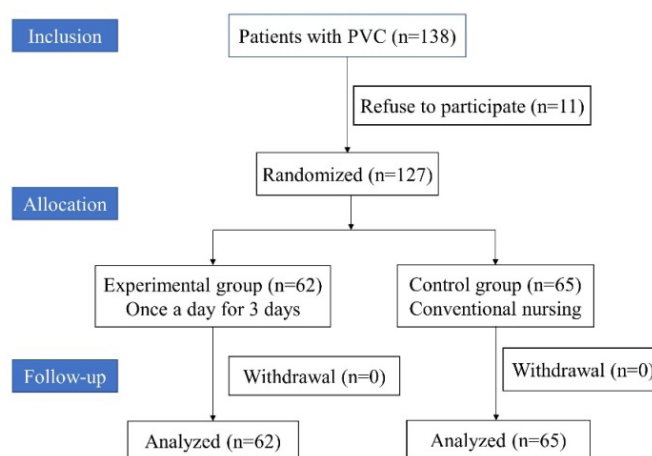 Inclusion
Patients with PVC (n=138)
Refuse to participate (n=11)
Randomized (n=127)
Allocation
Experimental group (n=62)
Once a day for 3 days
Control group (n=65)
Conventional nursing
Follow-up
Withdrawal (n=0)
Withdrawal (n=0)
Analyzed (n=62)
Analyzed (n=65)